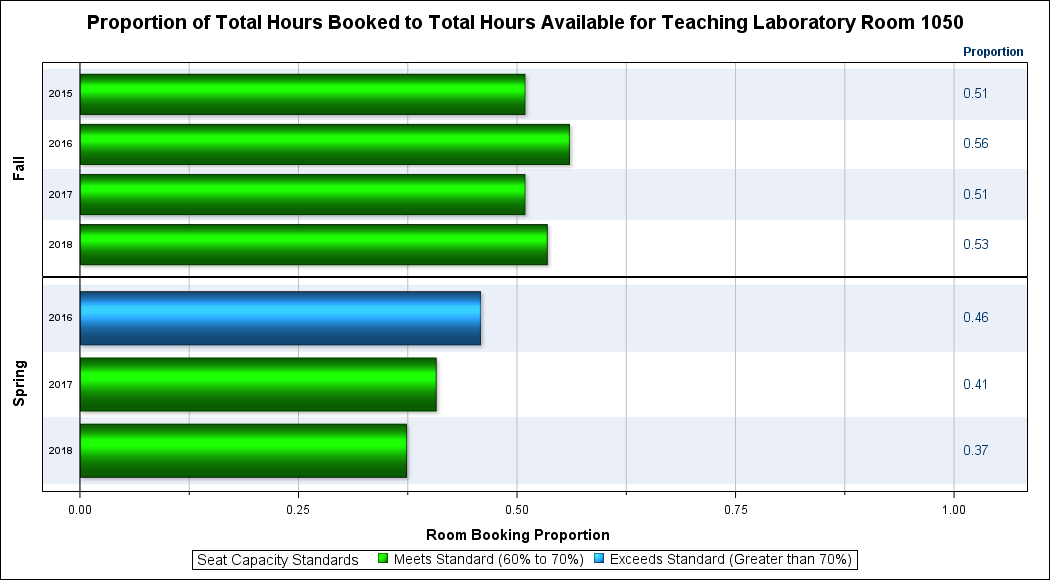 Proportion of Total Hours Booked to Total Hours Available for Teaching Laboratory Room 1050
Proportion
Fall
2015 0.51
2016 0.56
2017 0.51
2018 0.53
Spring
2016 0.46
2017 0.41
2018 0.37
0.00 0.25 0.50 0.75 1.00
Room Booking Proportion
Seat Capacity Standards Meets Standard (60% to 70%) Exceeds Standard (Greater than 70%)